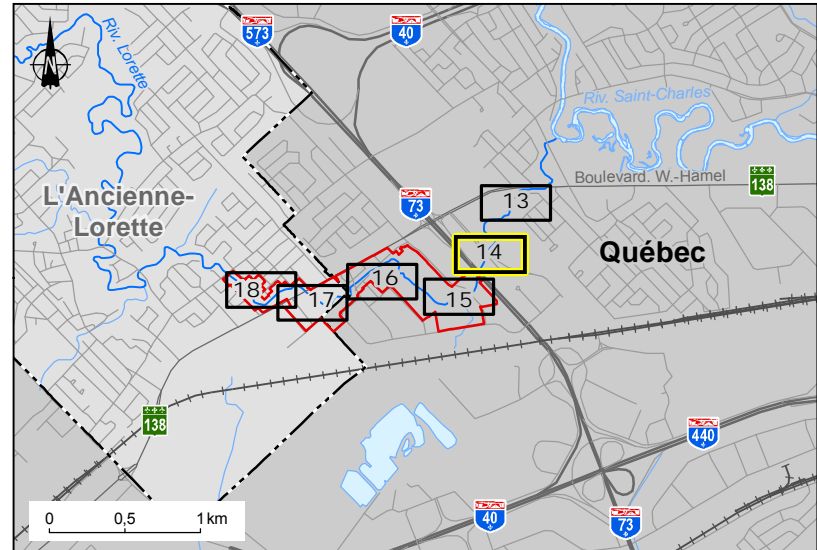 573
40
Riv. Lorette
Riv. Saint-Charles
Boulevard. W.-Hamel
138
73
13
L'Ancienne-
Lorette
14
Québec
18
17
16
15
138
440
40
73
0
0,5
1 km